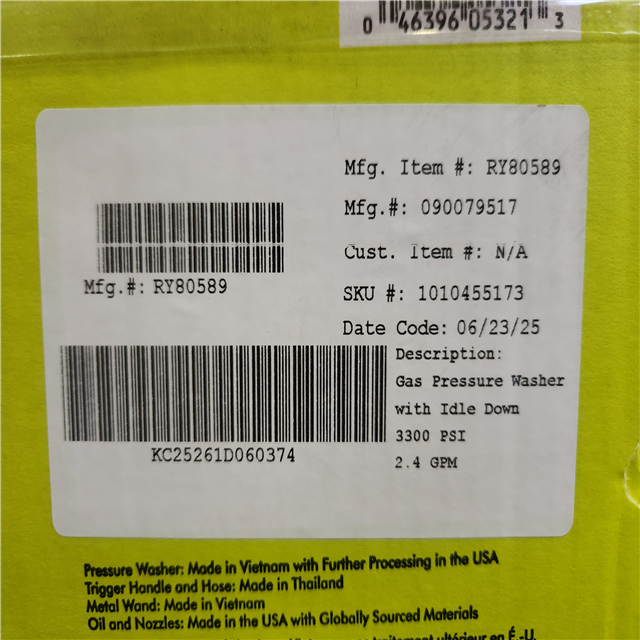 0 46396 05321 3
Mfg. Item #: RY80589
Mfg.#: 090079517
Cust. Item #: N/A
Mfg.#: RY80589
SKU #: 1010455173
Date Code: 06/23/25
Description:
Gas Pressure Washer
with Idle Down
3300 PSI
2.4 GPM
KC25261D060374
Pressure Washer: Made in Vietnam with Further Processing in the USA
Trigger Handle and Hose: Made in Thailand
Metal Wand: Made in Vietnam
Oil and Nozzles: Made in the USA with Globally Sourced Materials
traitement ultérieur en É.-U.